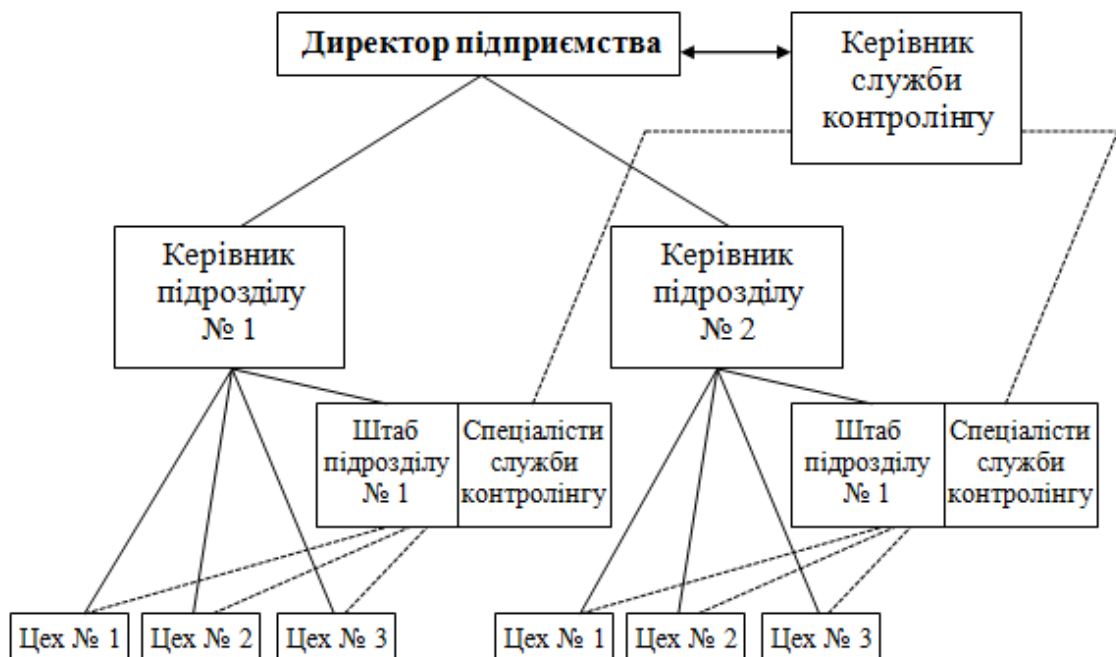 Директор підприємства
Керівник
служби
контролінгу
Керівник
підрозділу
№ 1
Керівник
підрозділу
№ 2
Штаб
підрозділу
№ 1
Спеціалісти
служби
контролінгу
Штаб
підрозділу
№ 1
Спеціалісти
служби
контролінгу
Цех № 1
Цех № 2
Цех № 3
Цех № 1
Цех № 2
Цех № 3